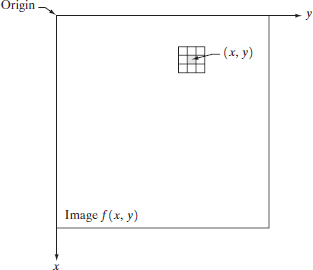 Origin
y
(x, y)
Image f(x, y)
x